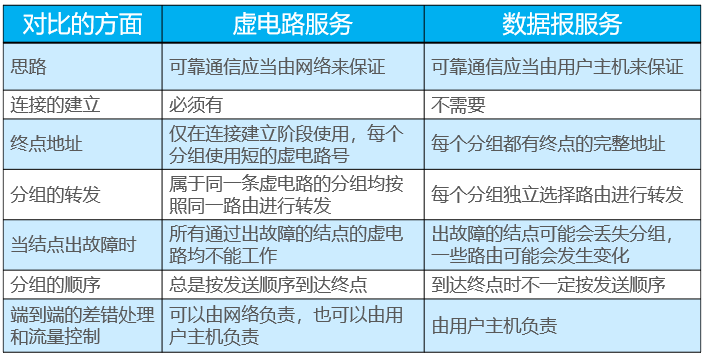 对比的方面 虚电路服务 数据报服务
思路 可靠通信应当由网络来保证 可靠通信应当由用户主机来保证
连接的建立 必须有 不需要
终点地址 仅在连接建立阶段使用，每个
分组使用短的虚电路号 每个分组都有终点的完整地址
分组的转发 属于同一条虚电路的分组均按
照同一路由进行转发 每个分组独立选择路由进行转发
当结点出故障时 所有通过出故障的结点的虚电
路均不能工作 出故障的结点可能会丢失分组，
一些路由可能会发生变化
分组的顺序 总是按发送顺序到达终点 到达终点时不一定按发送顺序
端到端的差错处理
和流量控制 可以由网络负责，也可以由用
户主机负责 由用户主机负责